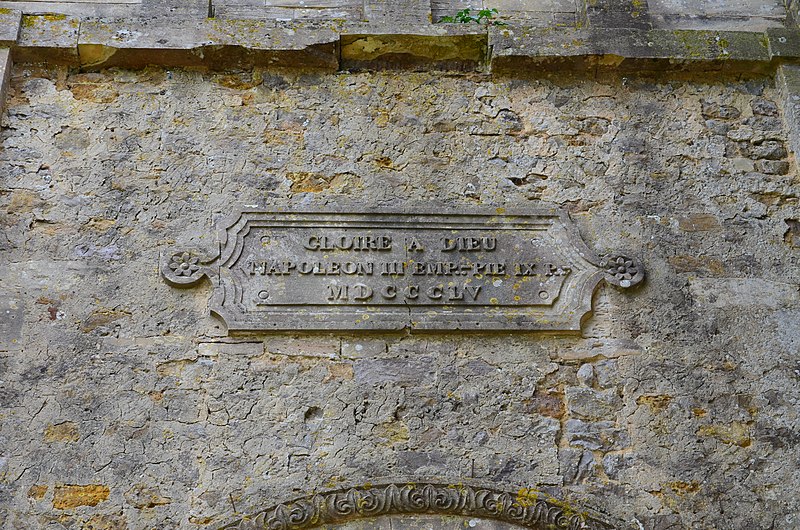 GLOIRE A DIEU
NAPOLEON III EMP.R PIE IX P.E
MDCCCLV